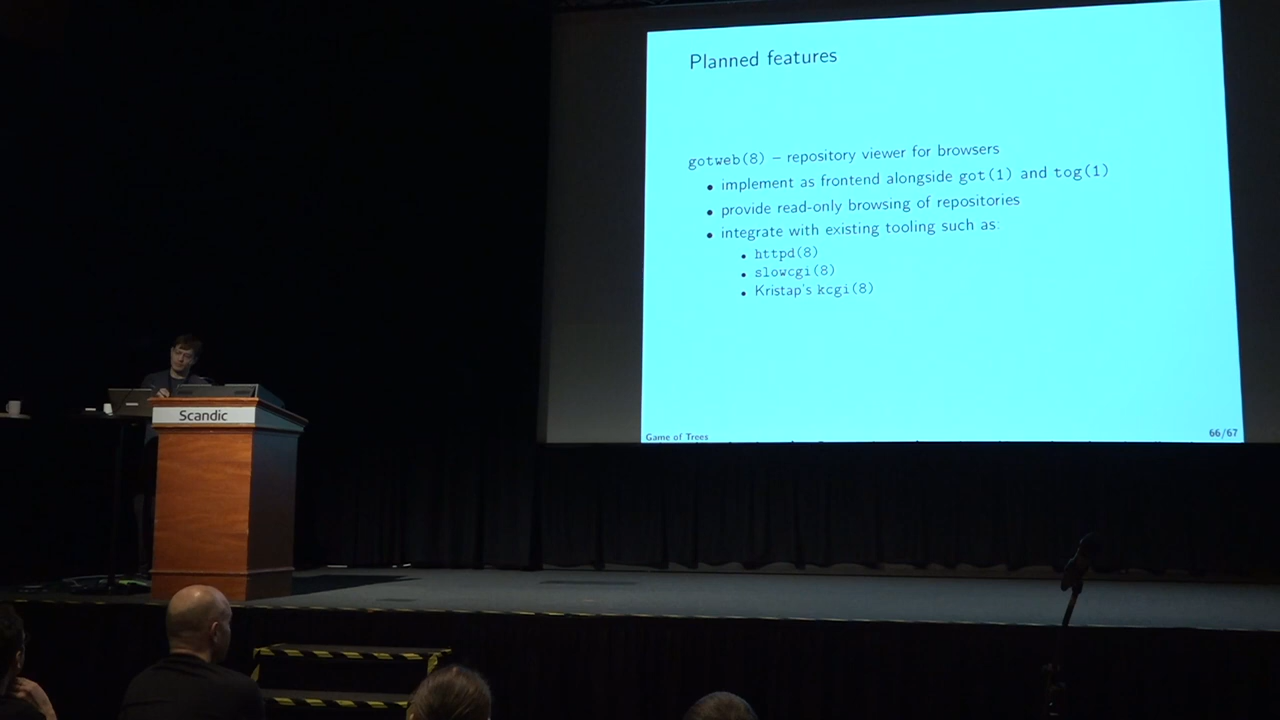 Planned features
gotweb(8) – repository viewer for browsers
• implement as frontend alongside got(1) and tog(1)
• provide read-only browsing of repositories
• integrate with existing tooling such as:
• httpd(8)
• slowcgi(8)
• Kristap's kcgi(8)
Game of Trees
66/67
Scandic